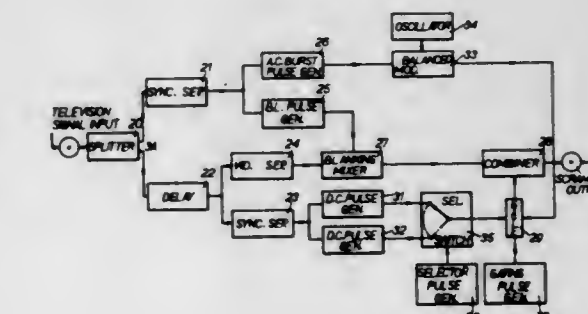 OSCILLATOR
34
26
A.C. BURST
PULSE GEN.
BALANCED
MOD.
33
21
SYNC. SEP.
25
B.L. PULSE
GEN.
TELEVISION
SIGNAL INPUT
20
SPLITTER
24
VID. SEP.
27
BLANKING
MIXER
28
COMBINER
OUTP
22
DELAY
23
SYNC. SEP.
D.C. PULSE
GEN.
31
D.C. PULSE
GEN.
32
SEL.
SWITCH
35
29
SELECTOR
PULSE
GEN.
GATING
PULSE
GEN.